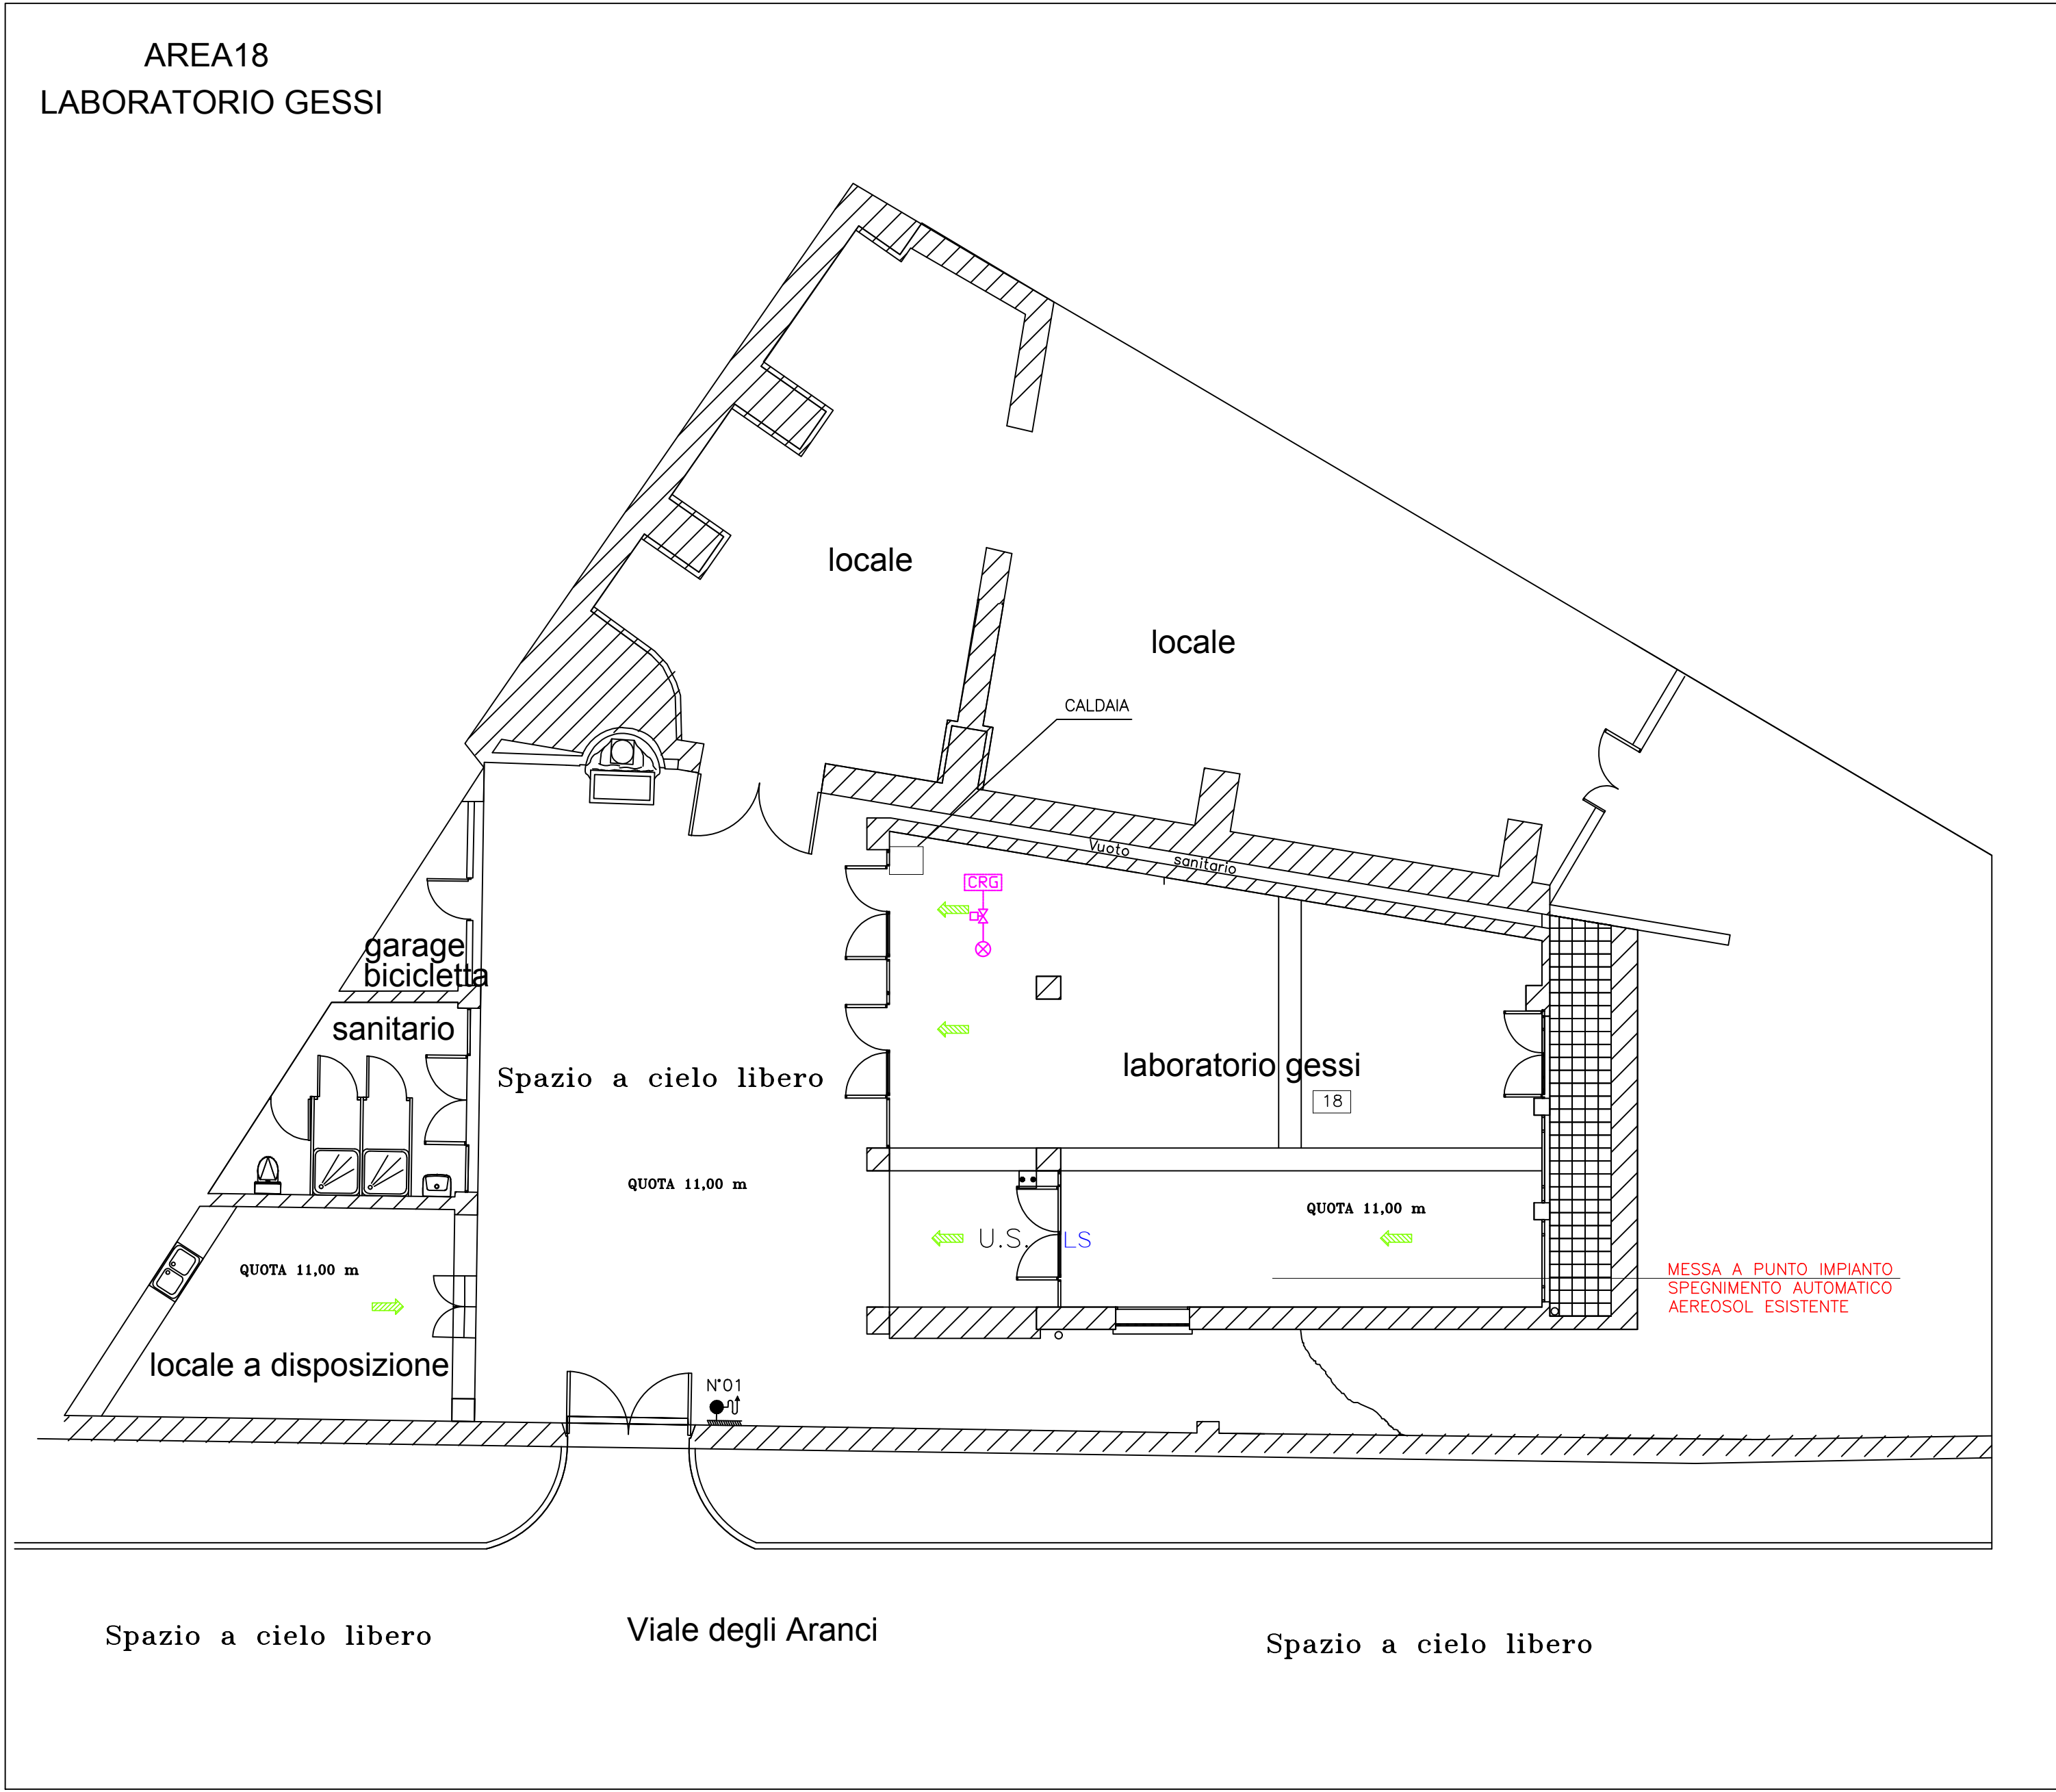 AREA18
LABORATORIO GESSI
locale
locale
CALDAIA
Vuoto sanitario
CRG
garage
bicicletta
sanitario
Spazio a cielo libero
laboratorio gessi
18
QUOTA 11,00 m
QUOTA 11,00 m
U.S.
LS
QUOTA 11,00 m
MESSA A PUNTO IMPIANTO
SPEGNIMENTO AUTOMATICO
AEREOSOL ESISTENTE
locale a disposizione
N°01
Spazio a cielo libero
Viale degli Aranci
Spazio a cielo libero